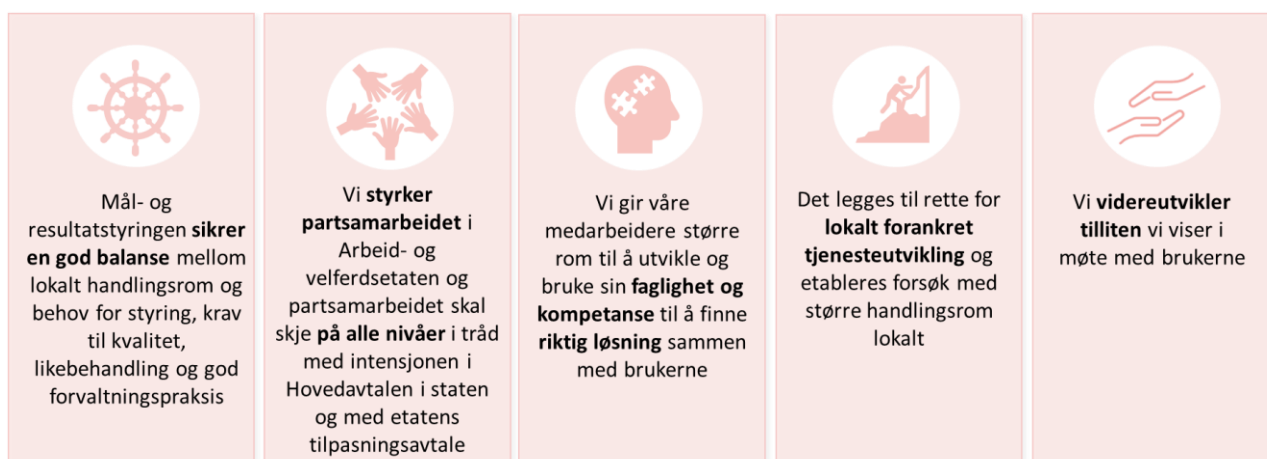 Mål- og
resultatstyringen sikrer
en god balanse mellom
lokalt handlingsrom og
behov for styring, krav
til kvalitet,
likebehandling og god
forvaltningspraksis
Vi styrker
partsamarbeidet i
Arbeid- og
velferdsetaten og
partsamarbeidet skal
skje på alle nivåer i tråd
med intensjonen i
Hovedavtalen i staten
og med etatens
tilpasningsavtale
Vi gir våre
medarbeidere større
rom til å utvikle og
bruke sin faglighet og
kompetanse til å finne
riktig løsning sammen
med brukerne
Det legges til rette for
lokalt forankret
tjenesteutvikling og
etableres forsøk med
større handlingsrom
lokalt
Vi videreutvikler
tilliten vi viser i
møte med brukerne